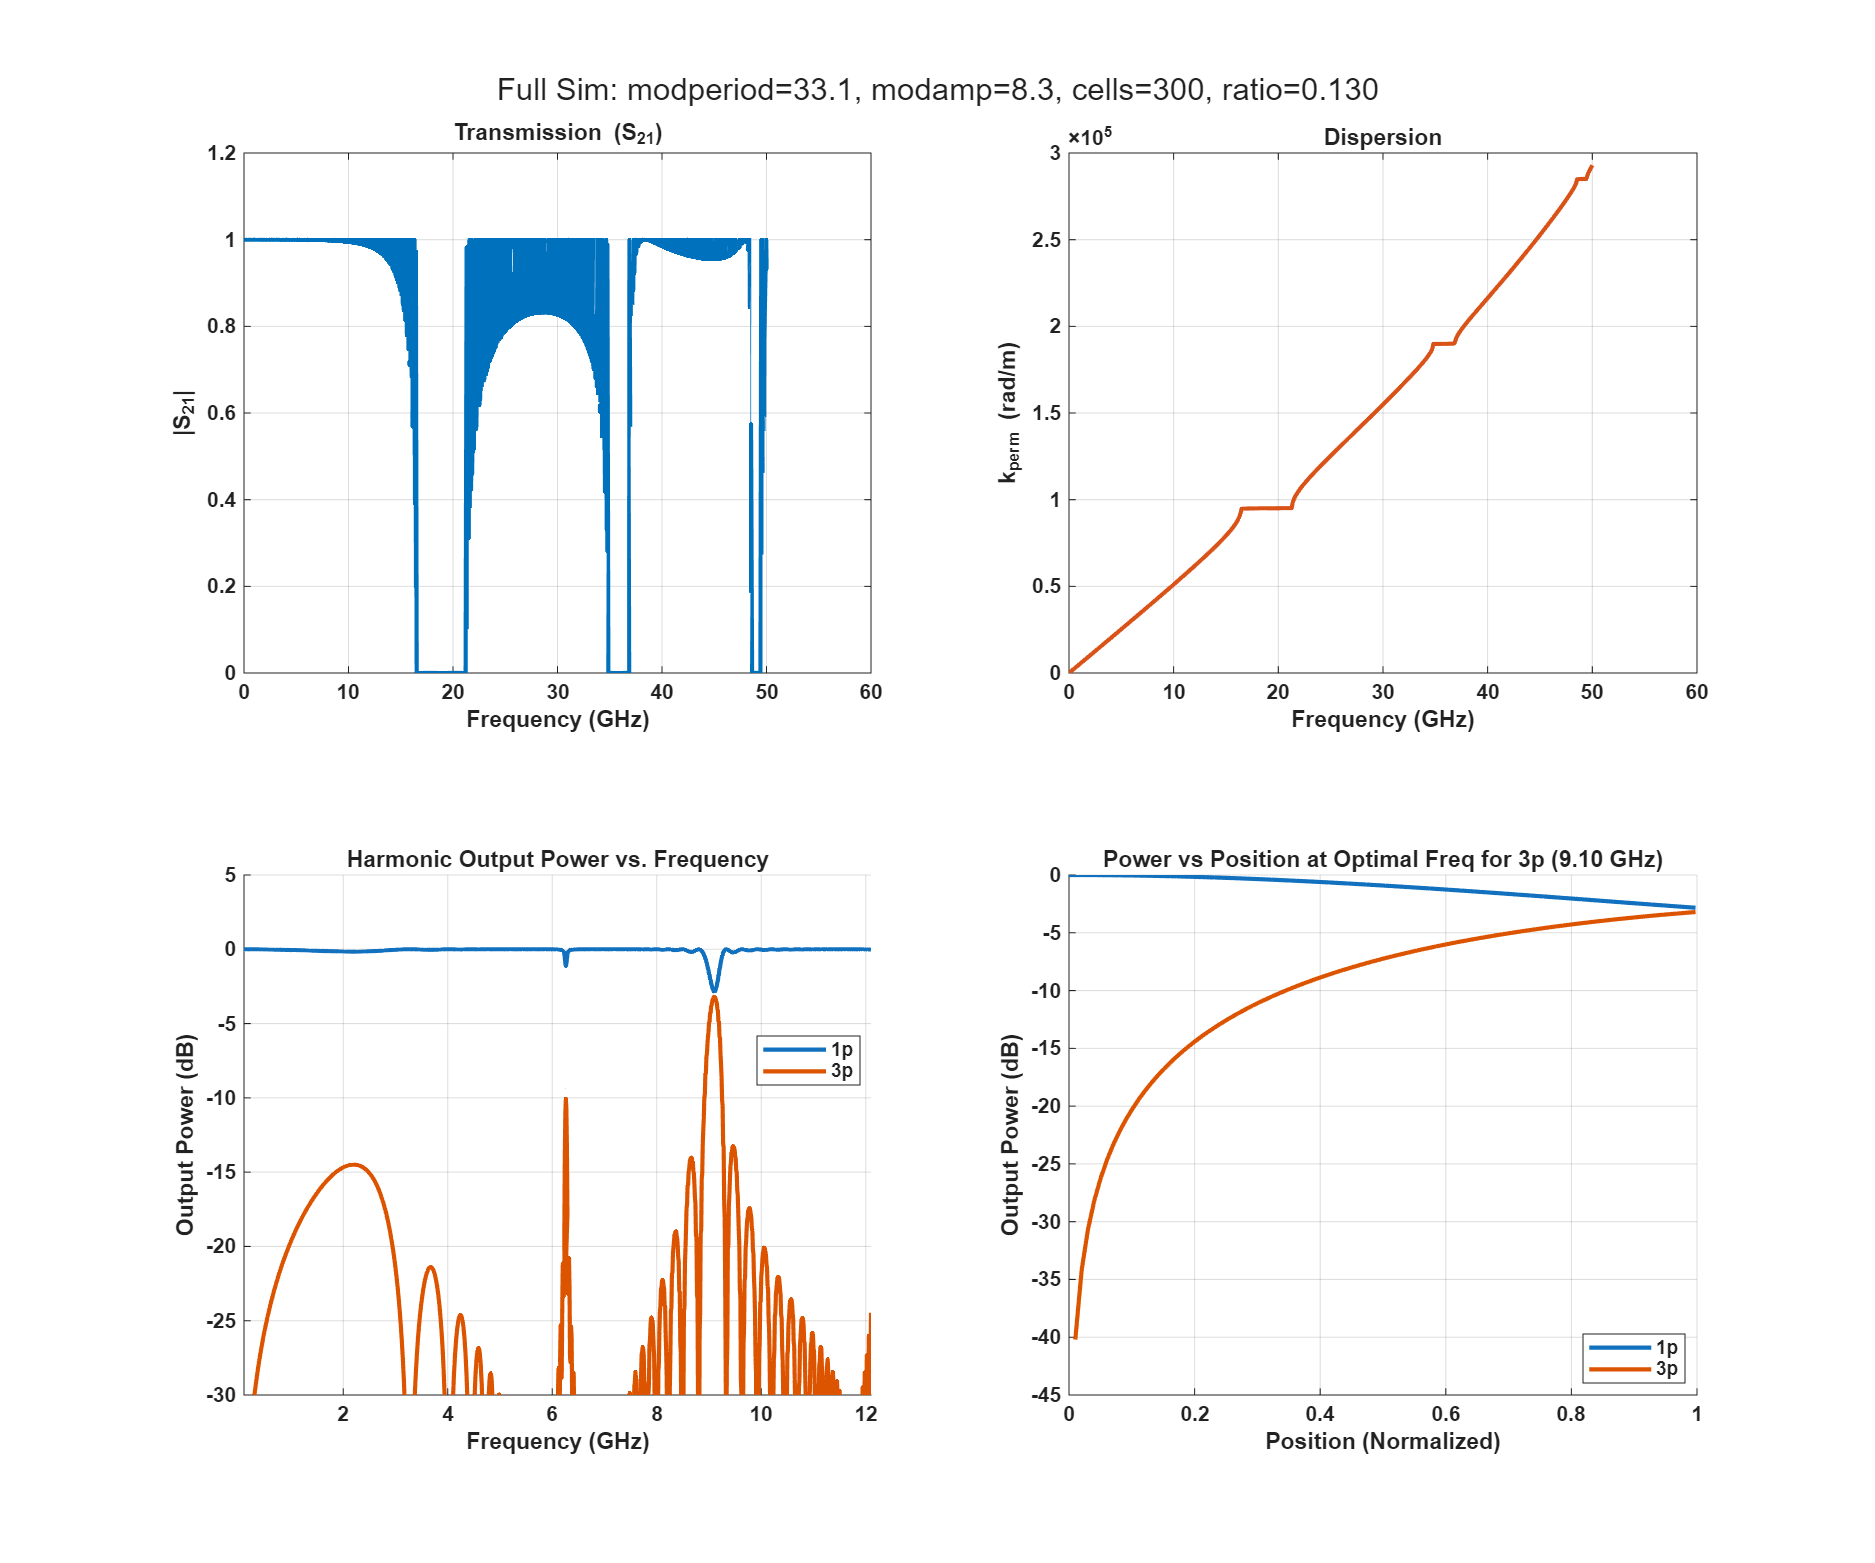 Full Sim: modperiod=33.1, modamp=8.3, cells=300, ratio=0.130
Transmission (S21)
1.2
1
0.8
0.6
0.4
0.2
0
|S21|
0 10 20 30 40 50 60
Frequency (GHz)
×10^5
Dispersion
3
2.5
2
1.5
1
0.5
0
kperm (rad/m)
0 10 20 30 40 50 60
Frequency (GHz)
Harmonic Output Power vs. Frequency
5
0
-5
-10
-15
-20
-25
-30
Output Power (dB)
1p
3p
2 4 6 8 10 12
Frequency (GHz)
Power vs Position at Optimal Freq for 3p (9.10 GHz)
0
-5
-10
-15
-20
-25
-30
-35
-40
-45
Output Power (dB)
1p
3p
0 0.2 0.4 0.6 0.8 1
Position (Normalized)